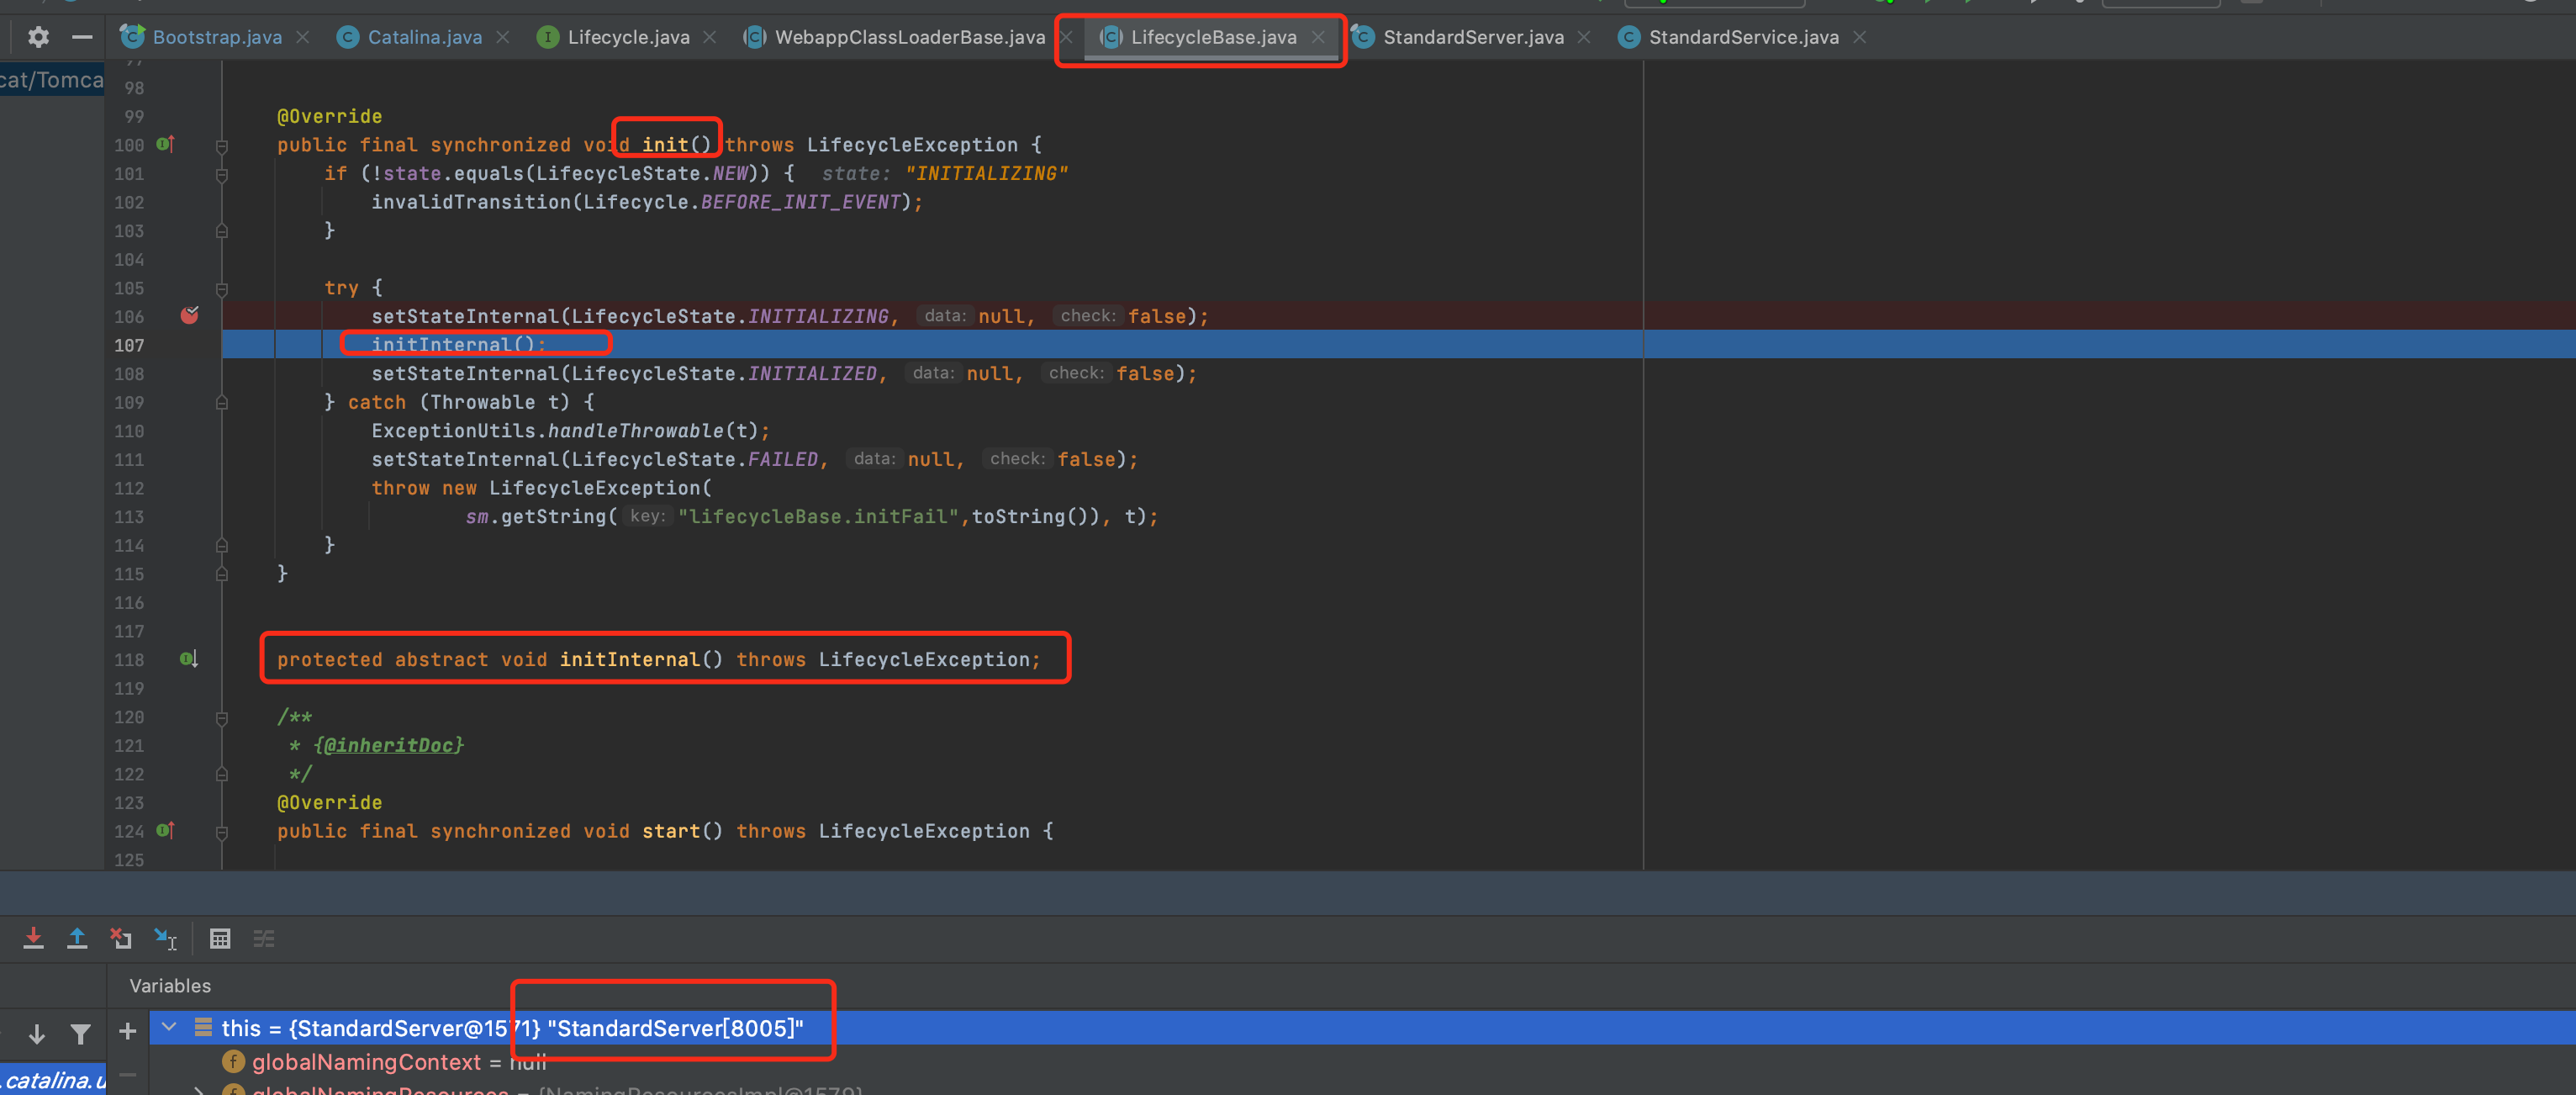 Bootstrap.java Catalina.java Lifecycle.java WebappClassLoaderBase.java LifecycleBase.java StandardServer.java StandardService.java
cat/Tomca
97
98
99 @Override
100 public final synchronized void init() throws LifecycleException {
101 if (!state.equals(LifecycleState.NEW)) { state: "INITIALIZING"
102 invalidTransition(Lifecycle.BEFORE_INIT_EVENT);
103 }
104
105 try {
106 setStateInternal(LifecycleState.INITIALIZING, data: null, check: false);
107 initInternal();
108 setStateInternal(LifecycleState.INITIALIZED, data: null, check: false);
109 } catch (Throwable t) {
110 ExceptionUtils.handleThrowable(t);
111 setStateInternal(LifecycleState.FAILED, data: null, check: false);
112 throw new LifecycleException(
113 sm.getString( key: "lifecycleBase.initFail",toString()), t);
114 }
115 }
116
117
118 protected abstract void initInternal() throws LifecycleException;
119
120 /**
121 * {@inheritDoc}
122 */
123 @Override
124 public final synchronized void start() throws LifecycleException {
125
Variables
this = {StandardServer@1571} "StandardServer[8005]"
globalNamingContext = null
.catalina.u
globalNamingResources = {NamingResourcesImpl@1579}